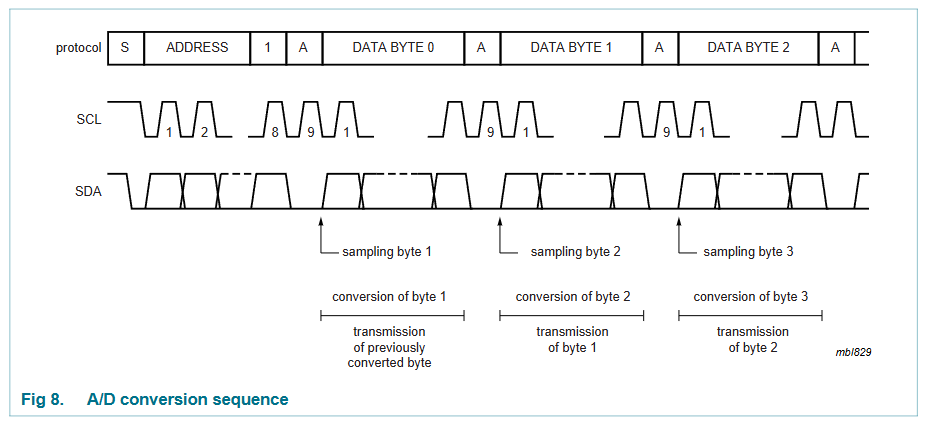 protocol S ADDRESS 1 A DATA BYTE 0 A DATA BYTE 1 A DATA BYTE 2 A
SCL 1 2 8 9 1 9 1 9 1
SDA
sampling byte 1 sampling byte 2 sampling byte 3
conversion of byte 1 conversion of byte 2 conversion of byte 3
transmission transmission transmission
of previously of byte 1 of byte 2
converted byte
mbl829
Fig 8. A/D conversion sequence